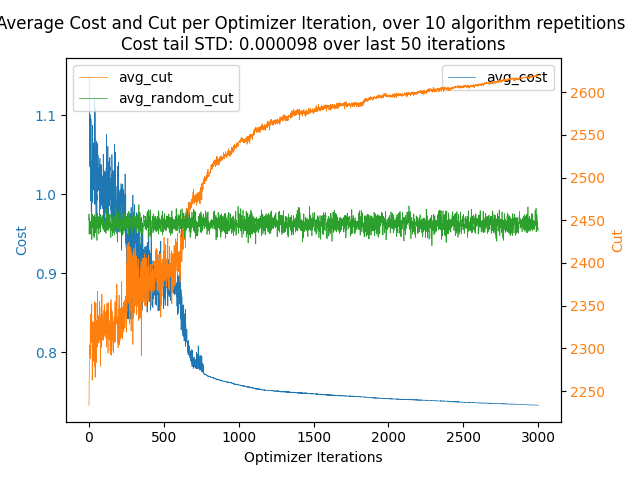 Average Cost and Cut per Optimizer Iteration, over 10 algorithm repetitions
Cost tail STD: 0.000098 over last 50 iterations
avg_cut
avg_random_cut
avg_cost
1.1
1.0
0.9
0.8
Cost
2600
2550
2500
2450
2400
2350
2300
2250
Cut
0 500 1000 1500 2000 2500 3000
Optimizer Iterations